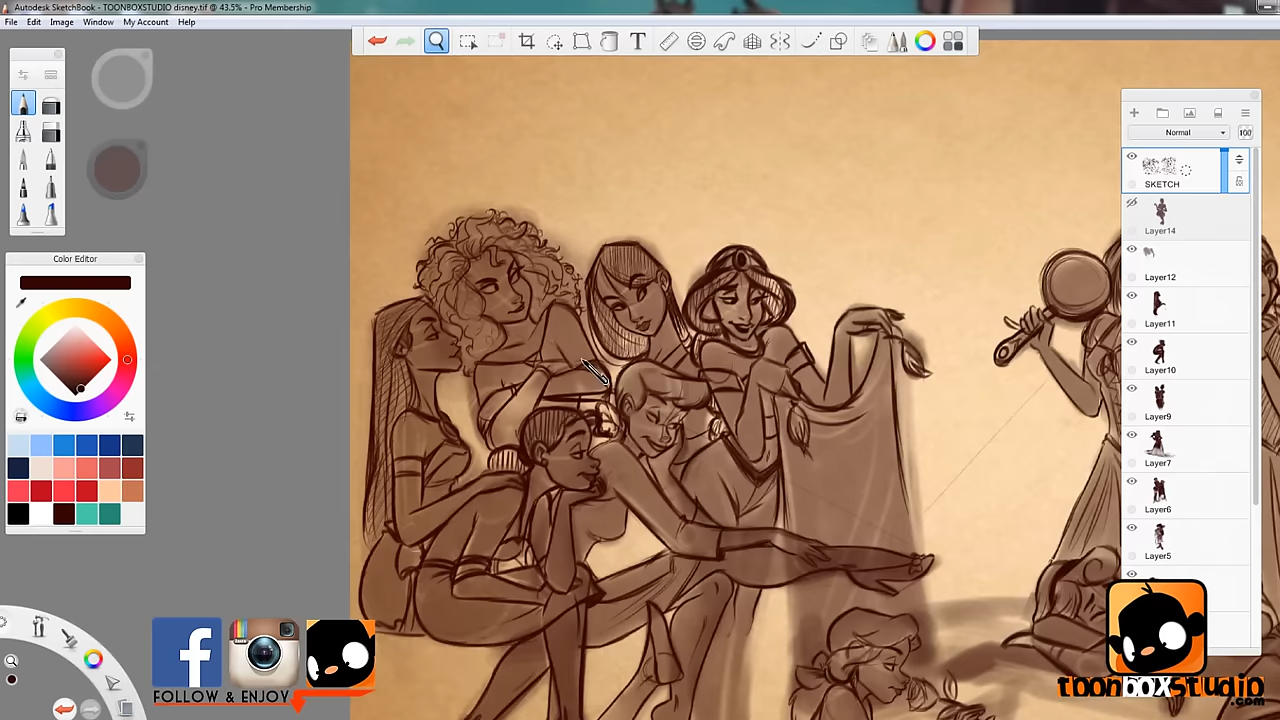 Autodesk SketchBook - TOONBOXSTUDIO disney.tif @ 43.5% - Pro Membership
File Edit Image Window My Account Help
T
Normal
100
SKETCH
Layer14
Layer12
Layer11
Layer10
Layer9
Layer7
Layer6
Layer5
Color Editor
f
FOLLOW & ENJOY
toonboxstudio
.com